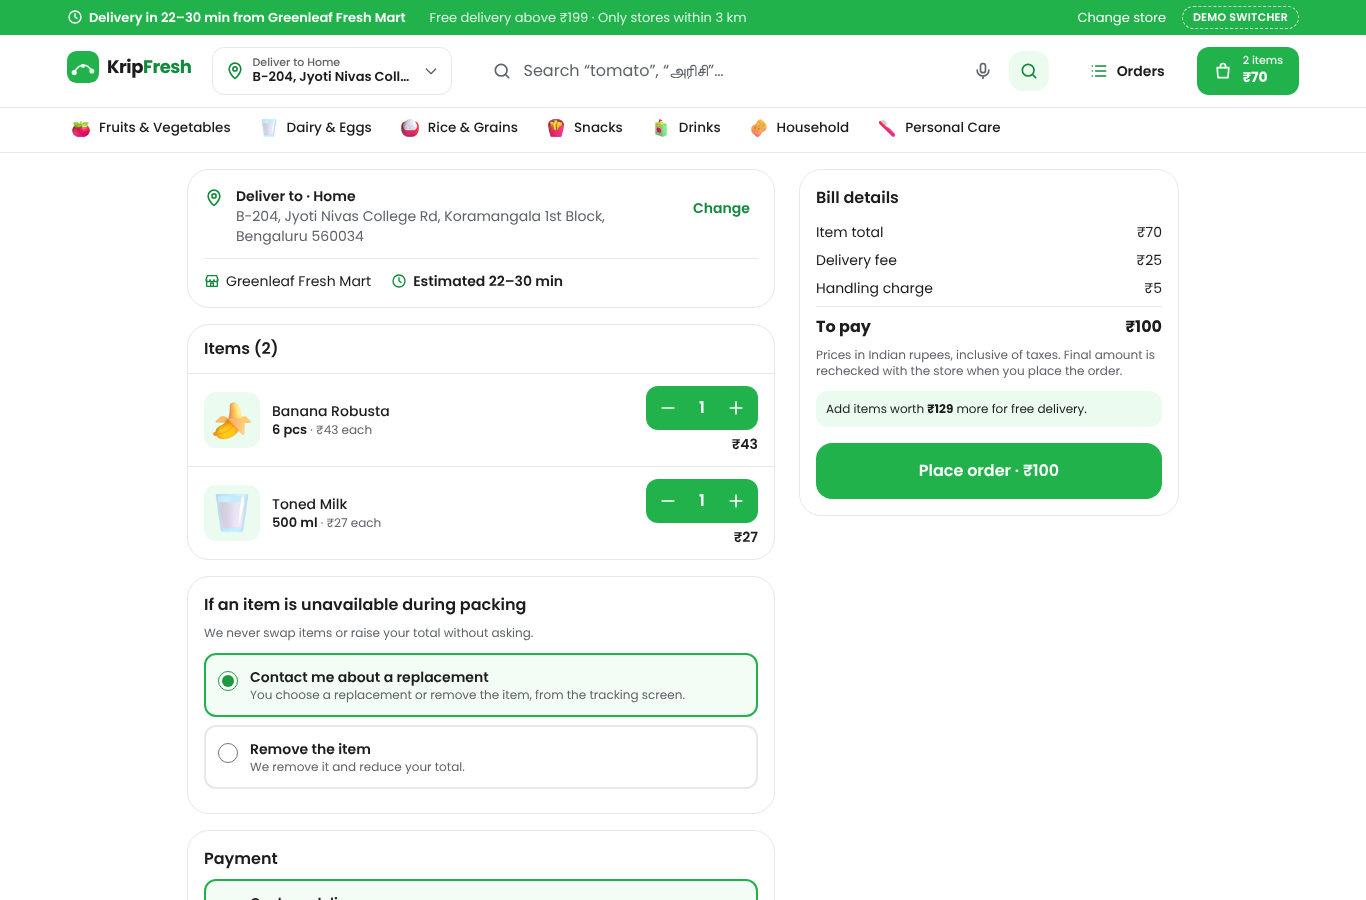 Delivery in 22–30 min from Greenleaf Fresh Mart
Free delivery above ₹199 · Only stores within 3 km
Change store
DEMO SWITCHER
KripFresh
Deliver to Home
B-204, Jyoti Nivas Coll...
Search “tomato”, “அரிசி”...
Orders
2 items
₹70
Fruits & Vegetables
Dairy & Eggs
Rice & Grains
Snacks
Drinks
Household
Personal Care
Deliver to · Home
B-204, Jyoti Nivas College Rd, Koramangala 1st Block,
Bengaluru 560034
Change
Greenleaf Fresh Mart
Estimated 22–30 min
Items (2)
Banana Robusta
6 pcs · ₹43 each
1
₹43
Toned Milk
500 ml · ₹27 each
1
₹27
If an item is unavailable during packing
We never swap items or raise your total without asking.
Contact me about a replacement
You choose a replacement or remove the item, from the tracking screen.
Remove the item
We remove it and reduce your total.
Payment
Bill details
Item total ₹70
Delivery fee ₹25
Handling charge ₹5
To pay ₹100
Prices in Indian rupees, inclusive of taxes. Final amount is
rechecked with the store when you place the order.
Add items worth ₹129 more for free delivery.
Place order · ₹100